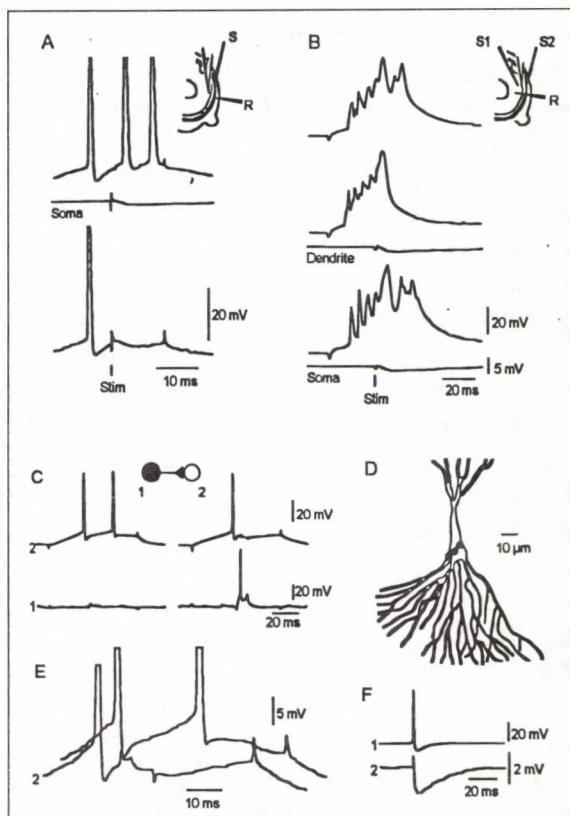 A
S
R
Soma
20 mV
Stim
10 ms
B
S1
S2
R
Dendrite
20 mV
Soma
5 mV
Stim
20 ms
C
1
2
20 mV
2
20 mV
1
20 ms
D
10 µm
E
5 mV
2
10 ms
F
20 mV
1
2
2 mV
20 ms